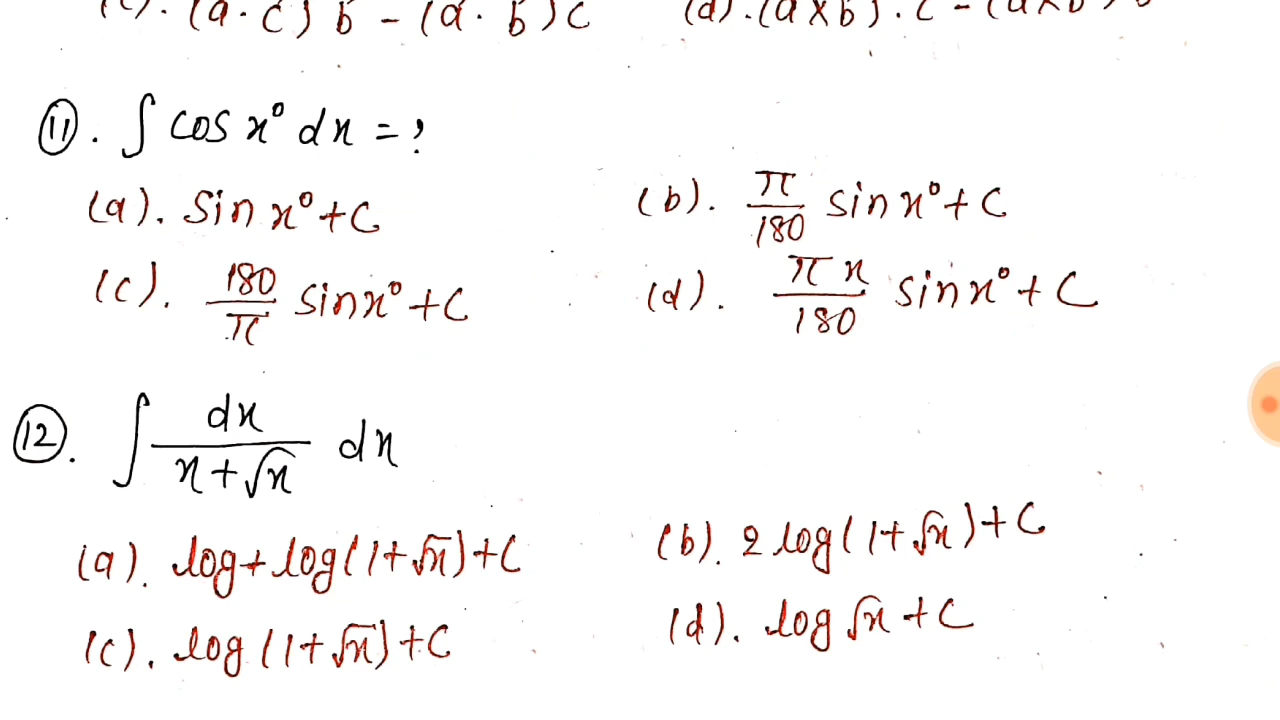 (c). (a · c) b - (a · b) c (d). (a x b) . c - (a x b
11. ∫ cos x° dx = ?
(a). sin x° + C (b). π/180 sin x° + C
(c). 180/π sin x° + C (d). πx/180 sin x° + C
12. ∫ dx/x+√x dx
(a). log + log(1+√x)+C (b). 2 log(1+√x)+C
(c). log(1+√x)+C (d). log √x + C